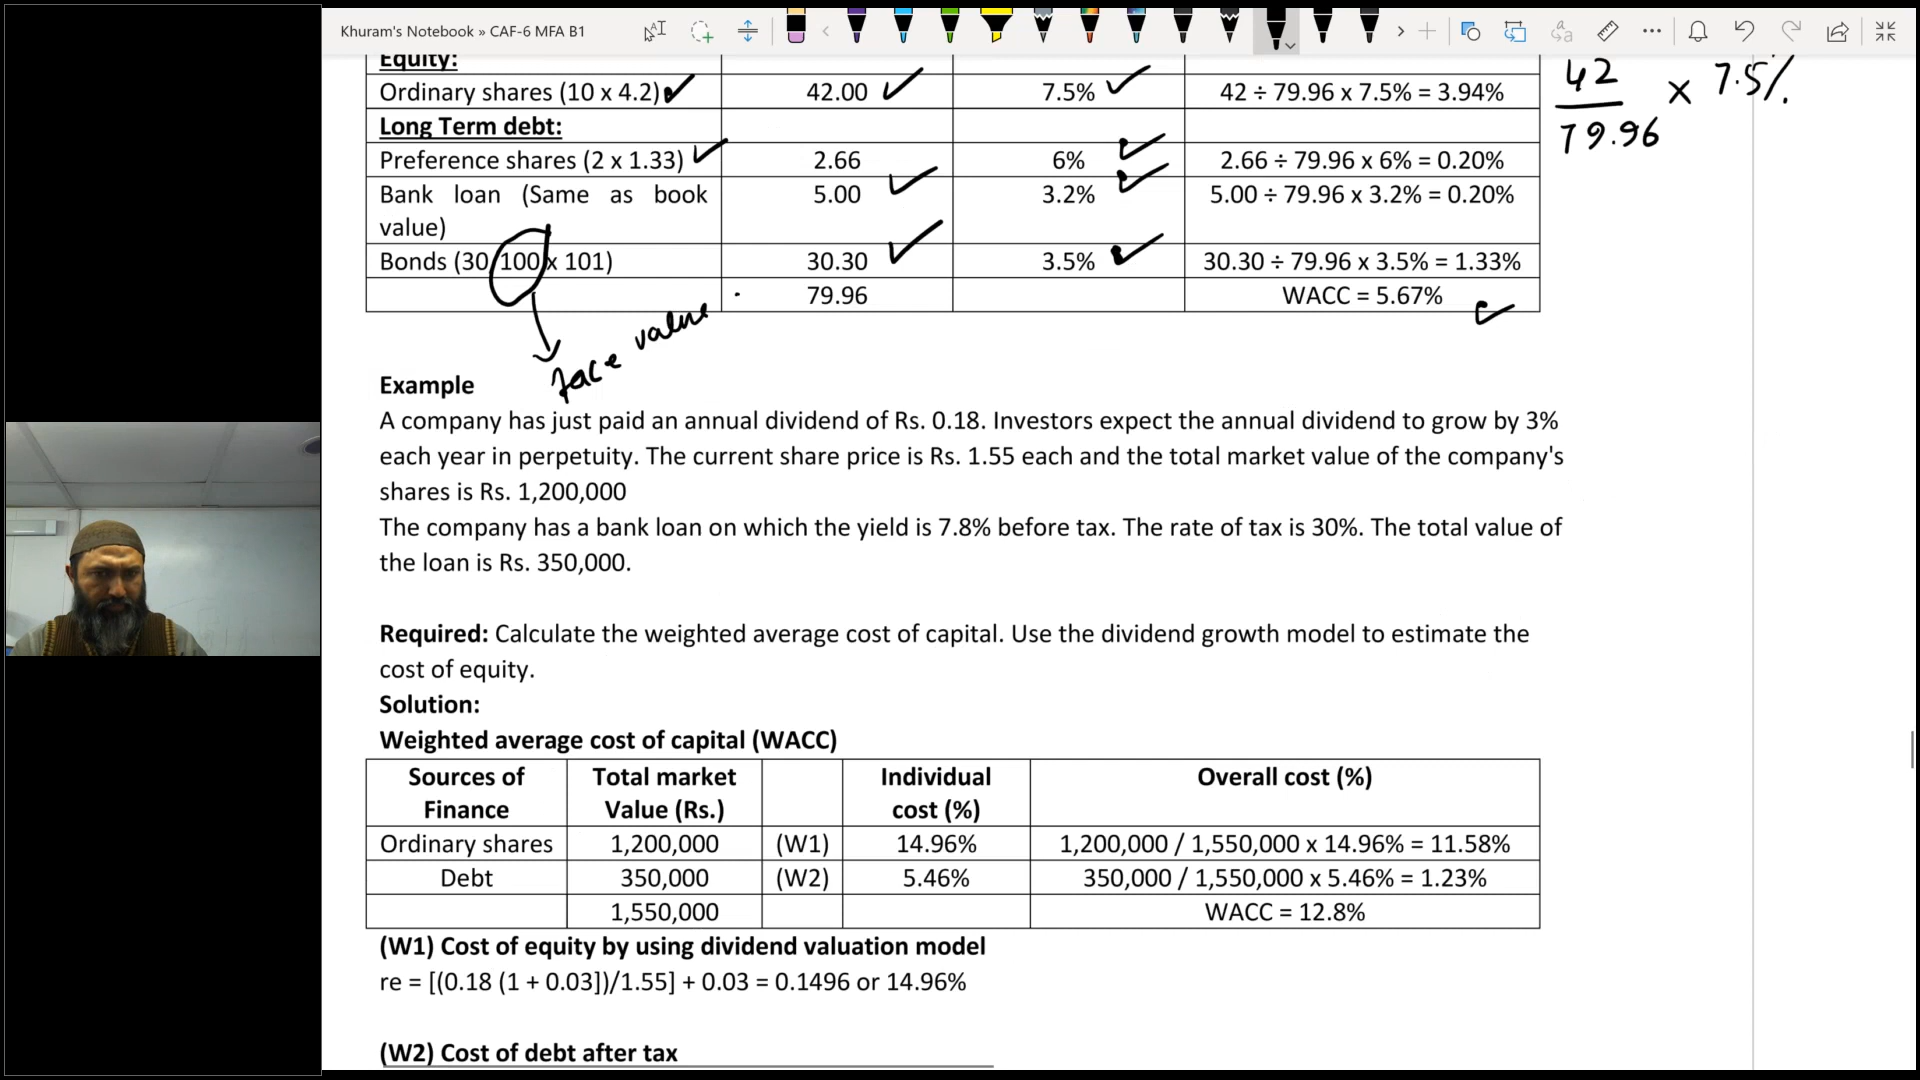 Khuram's Notebook » CAF-6 MFA B1
Equity:
Ordinary shares (10 x 4.2) 42.00 7.5% 42 ÷ 79.96 x 7.5% = 3.94%
42
79.96 x 7.5%
Long Term debt:
Preference shares (2 x 1.33) 2.66 6% 2.66 ÷ 79.96 x 6% = 0.20%
Bank loan (Same as book value) 5.00 3.2% 5.00 ÷ 79.96 x 3.2% = 0.20%
Bonds (30/100 x 101) 30.30 3.5% 30.30 ÷ 79.96 x 3.5% = 1.33%
79.96 WACC = 5.67%
face value
Example
A company has just paid an annual dividend of Rs. 0.18. Investors expect the annual dividend to grow by 3%
each year in perpetuity. The current share price is Rs. 1.55 each and the total market value of the company's
shares is Rs. 1,200,000
The company has a bank loan on which the yield is 7.8% before tax. The rate of tax is 30%. The total value of
the loan is Rs. 350,000.
Required: Calculate the weighted average cost of capital. Use the dividend growth model to estimate the
cost of equity.
Solution:
Weighted average cost of capital (WACC)
Sources of Finance Total market Value (Rs.) Individual cost (%) Overall cost (%)
Ordinary shares 1,200,000 (W1) 14.96% 1,200,000 / 1,550,000 x 14.96% = 11.58%
Debt 350,000 (W2) 5.46% 350,000 / 1,550,000 x 5.46% = 1.23%
1,550,000 WACC = 12.8%
(W1) Cost of equity by using dividend valuation model
re = [(0.18 (1 + 0.03])/1.55] + 0.03 = 0.1496 or 14.96%
(W2) Cost of debt after tax